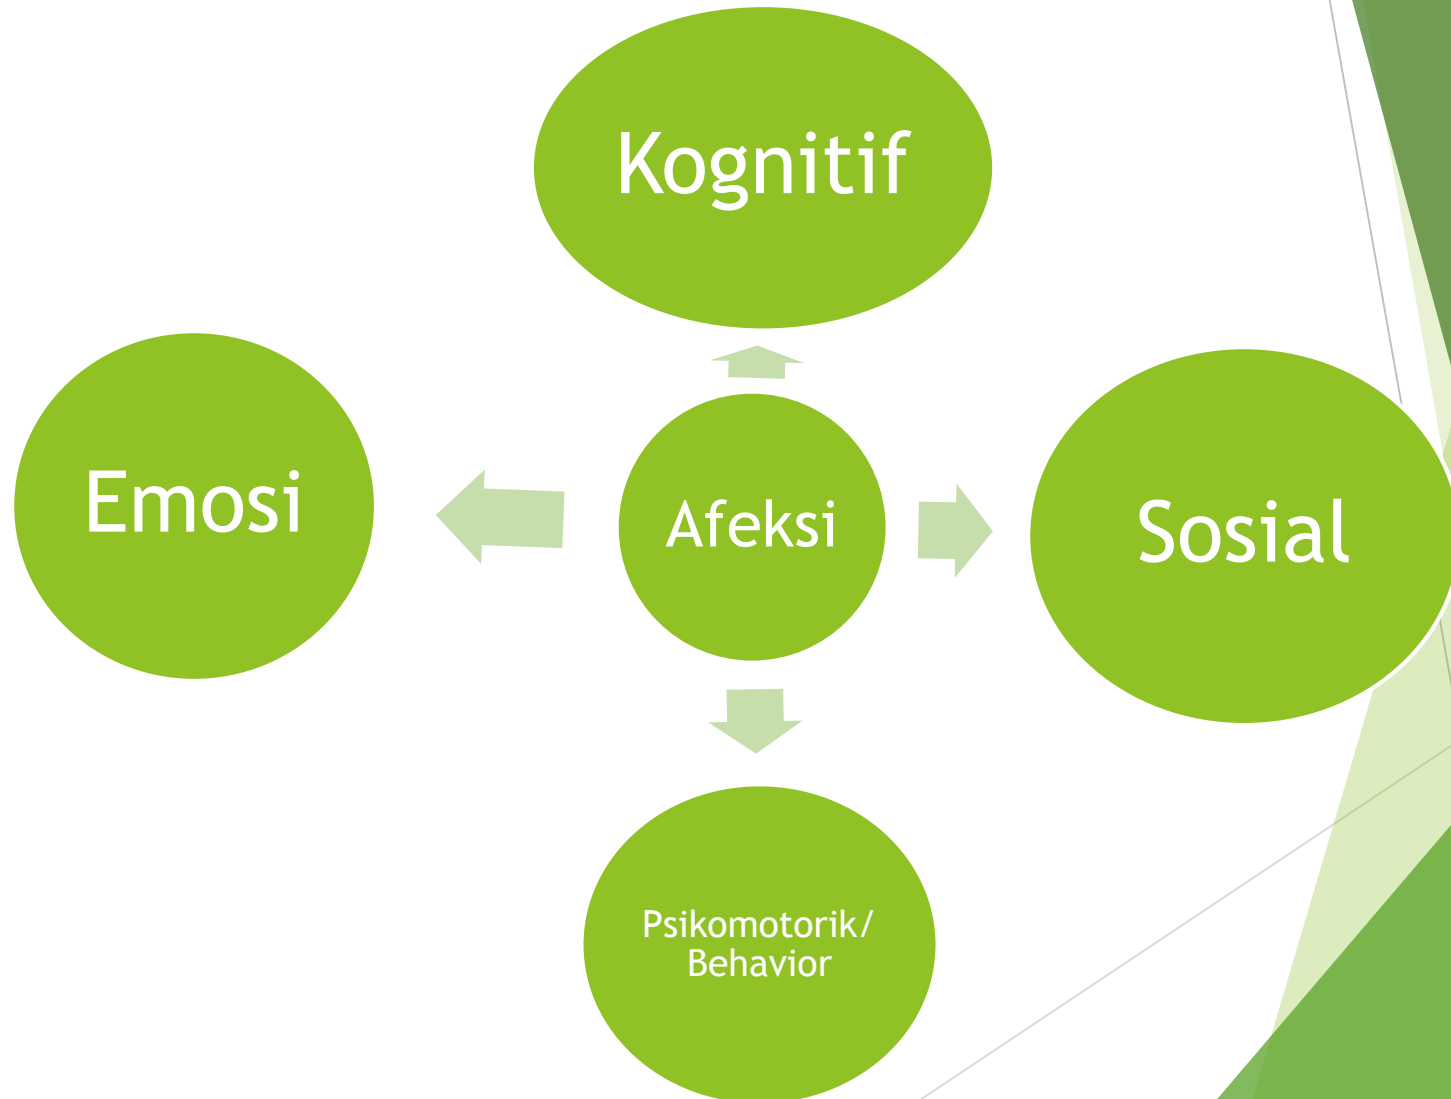 Kognitif
Emosi
Afeksi
Sosial
Psikomotorik/
Behavior